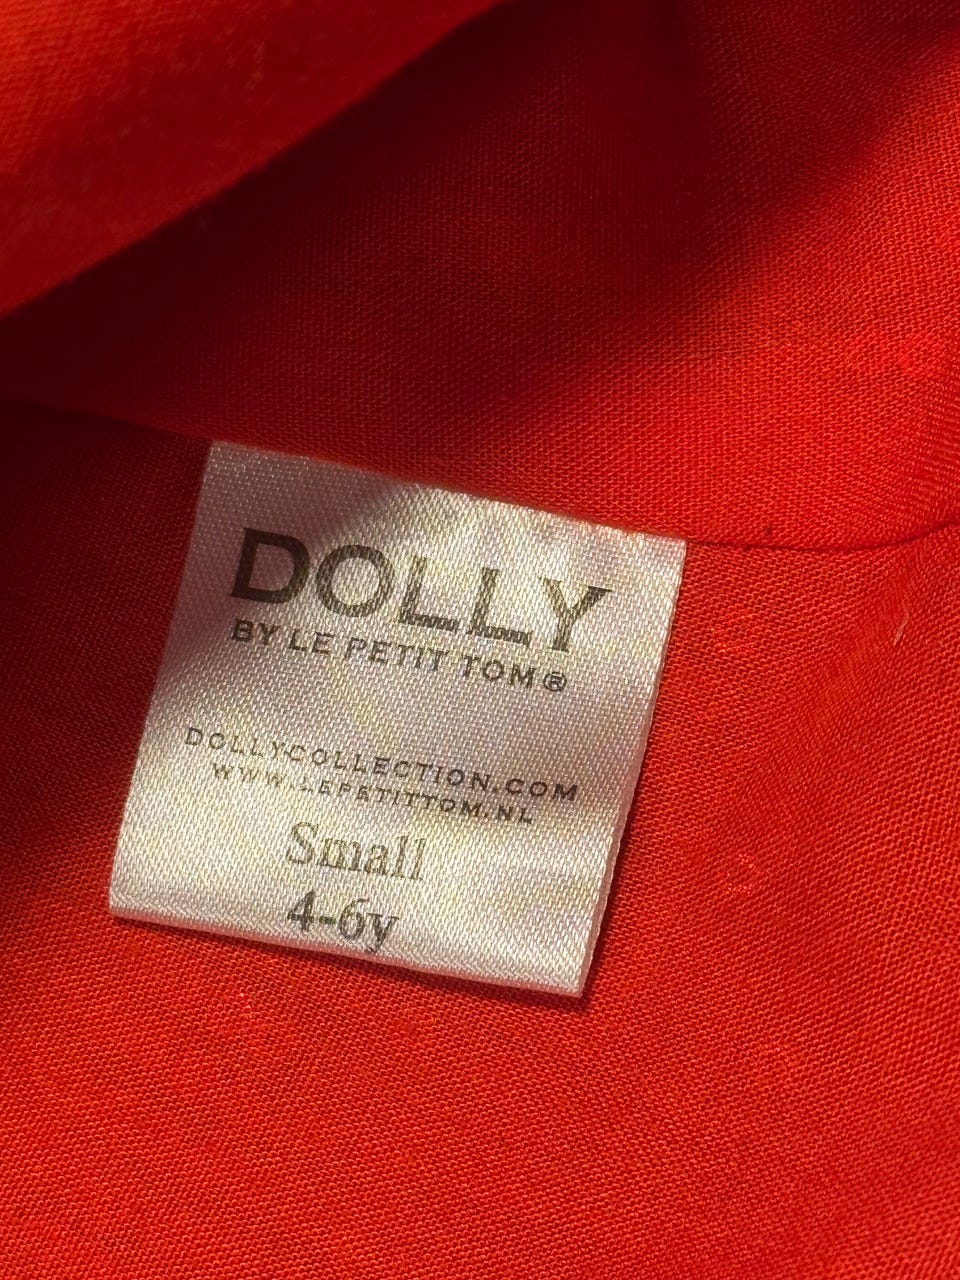 DOLLY
BY LE PETIT TOM®
DOLLYCOLLECTION.COM
WWW.LEPETITTOM.NL
Small
4-6y